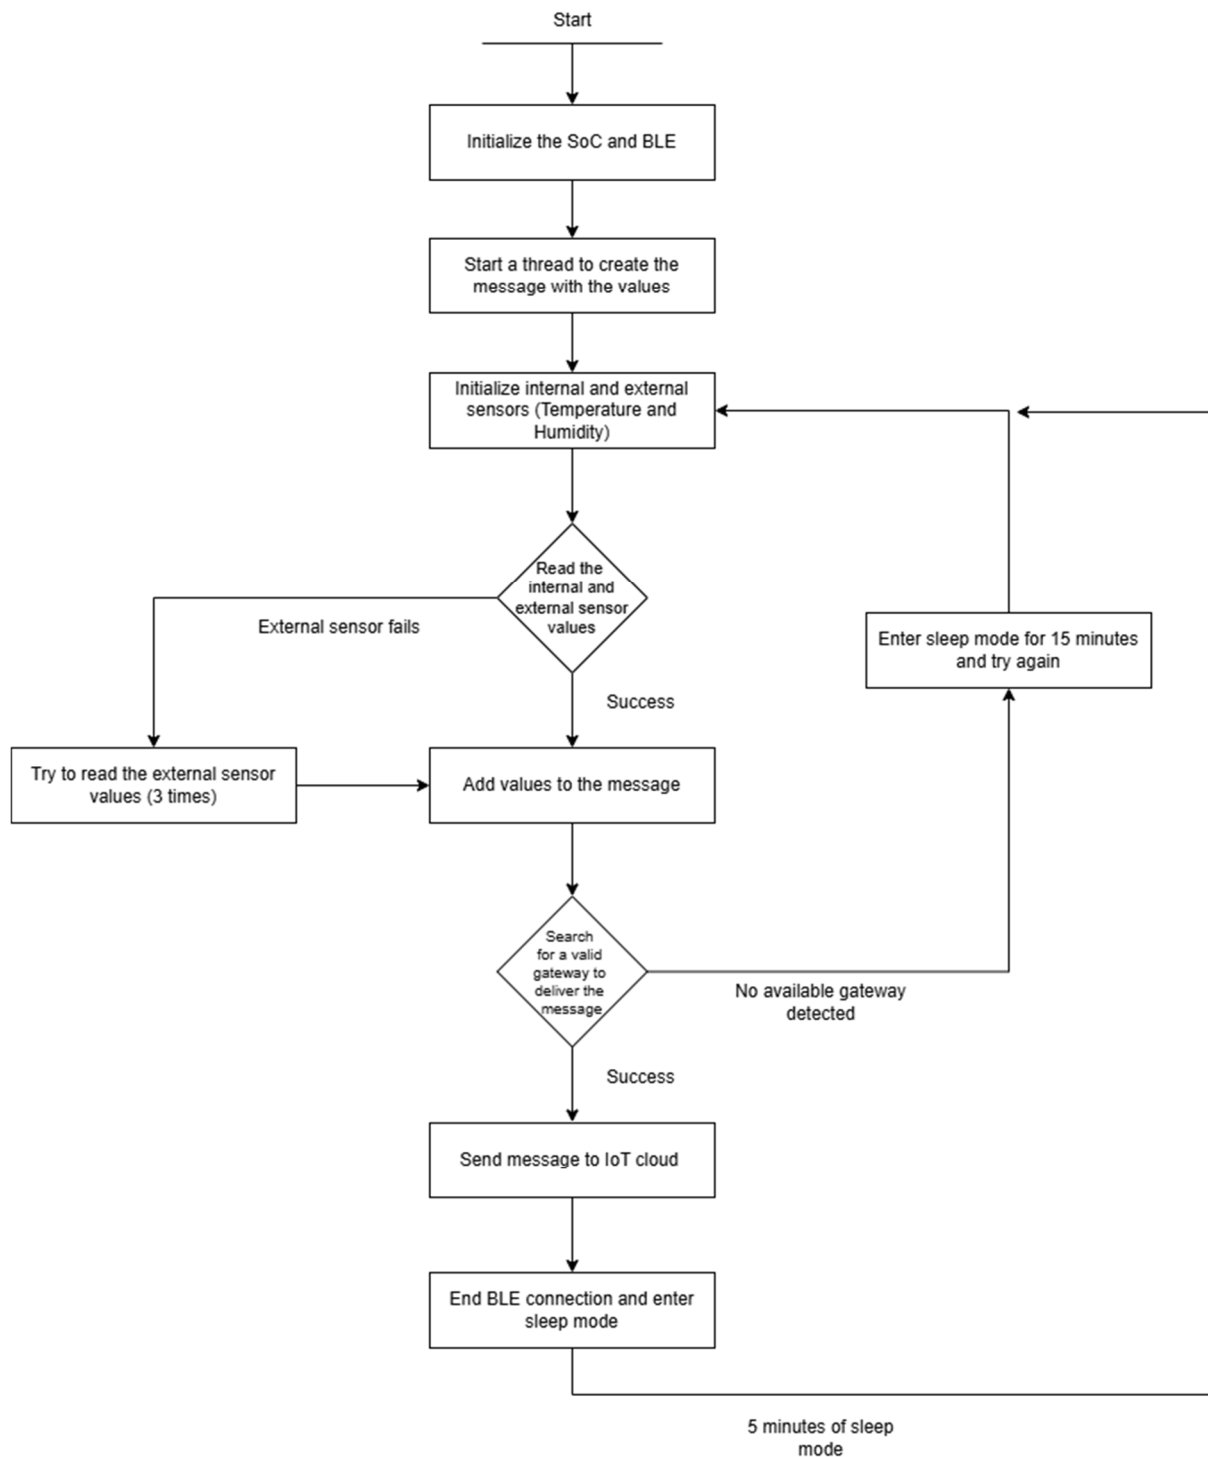 Start
Initialize the SoC and BLE
Start a thread to create the
message with the values
Initialize internal and external
sensors (Temperature and
Humidity)
Read the
internal and
external sensor
values
External sensor fails
Enter sleep mode for 15 minutes
and try again
Success
Try to read the external sensor
values (3 times)
Add values to the message
Search
for a valid
gateway to
deliver the
message
No available gateway
detected
Success
Send message to IoT cloud
End BLE connection and enter
sleep mode
5 minutes of sleep
mode